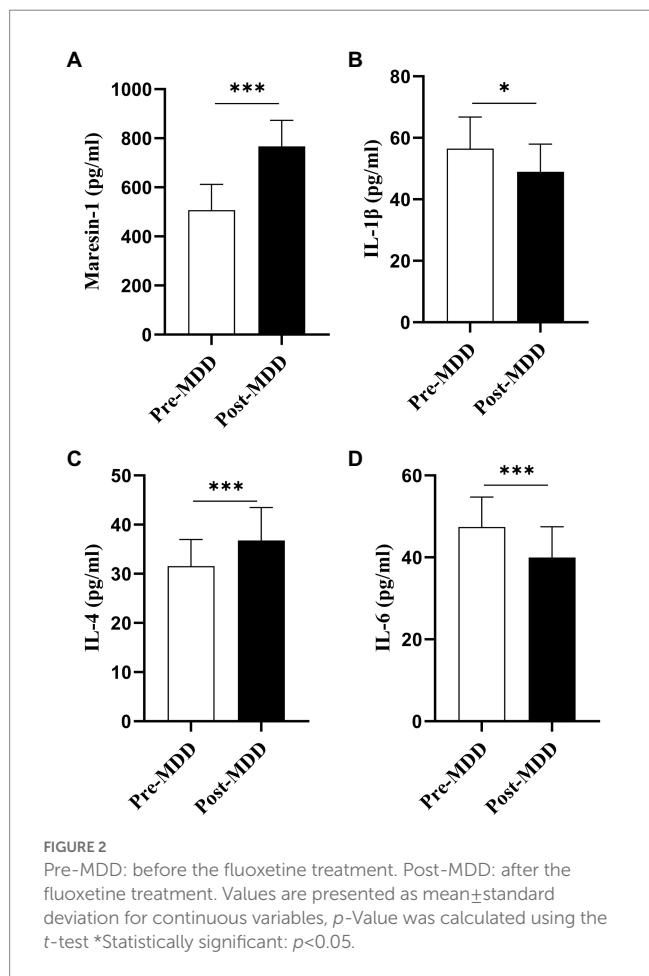 A
Maresin-1 (pg/ml)
1000
800
600
400
200
0
***
Pre-MDD
Post-MDD
B
IL-1β (pg/ml)
60
40
20
0
80
*
Pre-MDD
Post-MDD
C
IL-4 (pg/ml)
50
40
30
20
10
0
***
Pre-MDD
Post-MDD
D
IL-6 (pg/ml)
60
40
20
0
***
Pre-MDD
Post-MDD
FIGURE 2
Pre-MDD: before the fluoxetine treatment. Post-MDD: after the
fluoxetine treatment. Values are presented as mean±standard
deviation for continuous variables, p-Value was calculated using the
t-test *Statistically significant: p<0.05.